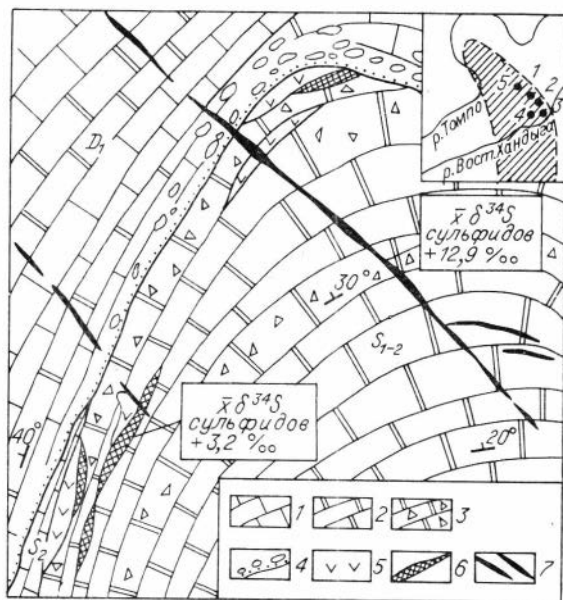 D₁
1
5
2
4
3
р. Томпо
р. Вост. Хандыга
x̄ δ³⁴S
сульфидов
+12,9 ‰
30°
S₁₋₂
x̄ δ³⁴S
сульфидов
+3,2 ‰
40°
20°
S₂
1
2
3
4
5
6
7